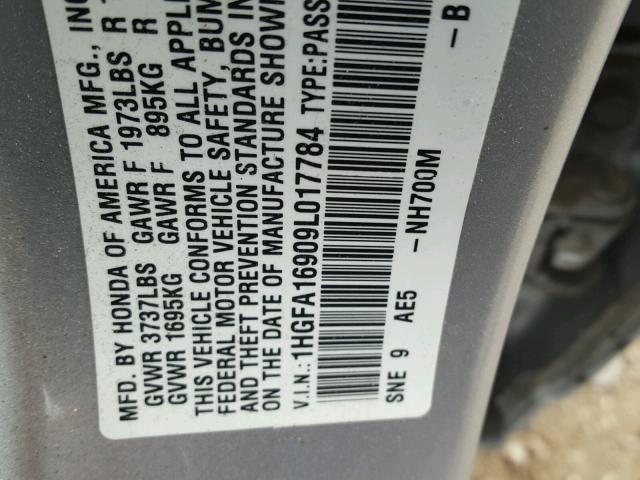 MFD. BY HONDA OF AMERICA MFG., INC
GVWR 3737LBS GAWR F 1973LBS R
GVWR 1695KG GAWR F 895KG R
THIS VEHICLE CONFORMS TO ALL APPLI
FEDERAL MOTOR VEHICLE SAFETY, BUM
AND THEFT PREVENTION STANDARDS IN
ON THE DATE OF MANUFACTURE SHOWN
V.I.N.: 1HGFA16909L017784 TYPE:PASS
SNE 9 AE5 -NH700M -B